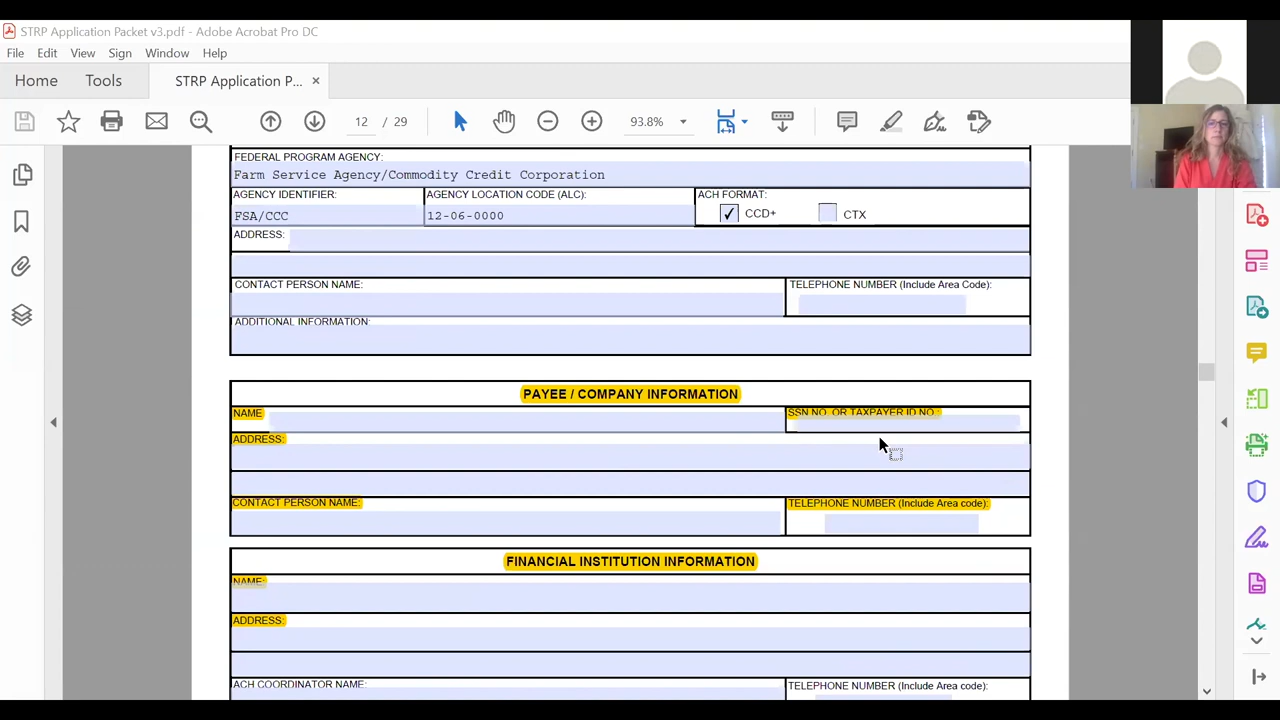 STRP Application Packet v3.pdf - Adobe Acrobat Pro DC
File Edit View Sign Window Help
Home Tools STRP Application P... ×
12 / 29 93.8%
FEDERAL PROGRAM AGENCY:
Farm Service Agency/Commodity Credit Corporation
AGENCY IDENTIFIER: AGENCY LOCATION CODE (ALC): ACH FORMAT:
FSA/CCC 12-06-0000 ✓ CCD+ CTX
ADDRESS:
CONTACT PERSON NAME: TELEPHONE NUMBER (Include Area Code):
ADDITIONAL INFORMATION:
PAYEE / COMPANY INFORMATION
NAME SSN NO. OR TAXPAYER ID NO.:
ADDRESS:
CONTACT PERSON NAME: TELEPHONE NUMBER (Include Area code):
FINANCIAL INSTITUTION INFORMATION
NAME:
ADDRESS:
ACH COORDINATOR NAME: TELEPHONE NUMBER (Include Area code):